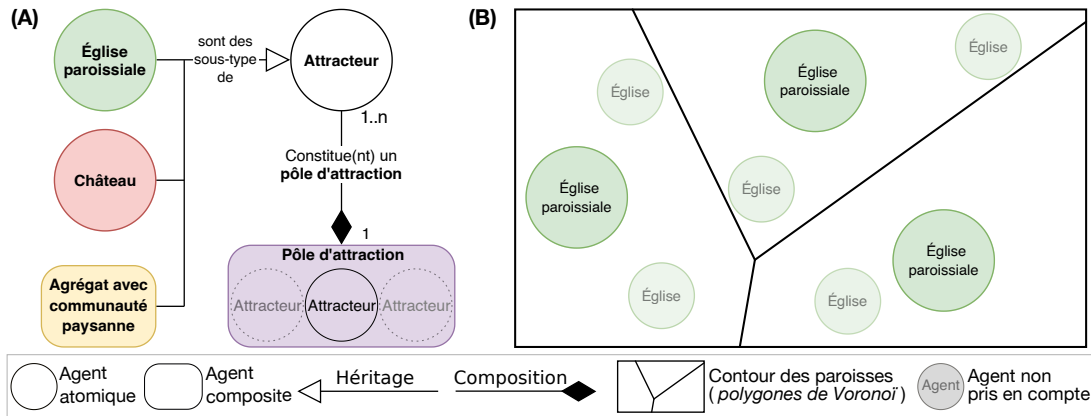 (A)
Église
paroissiale
sont des
sous-type
de
Attracteur
1..n
Château
Constitue(nt) un
pôle d'attraction
1
Agrégat avec
communauté
paysanne
Pôle d'attraction
Attracteur
Attracteur
Attracteur
(B)
Église
Église
paroissiale
Église
Église
paroissiale
Église
Église
paroissiale
Église
Église
Agent
atomique
Agent
composite
Héritage
Composition
Contour des paroisses
(polygones de Voronoï)
Agent
Agent non
pris en compte